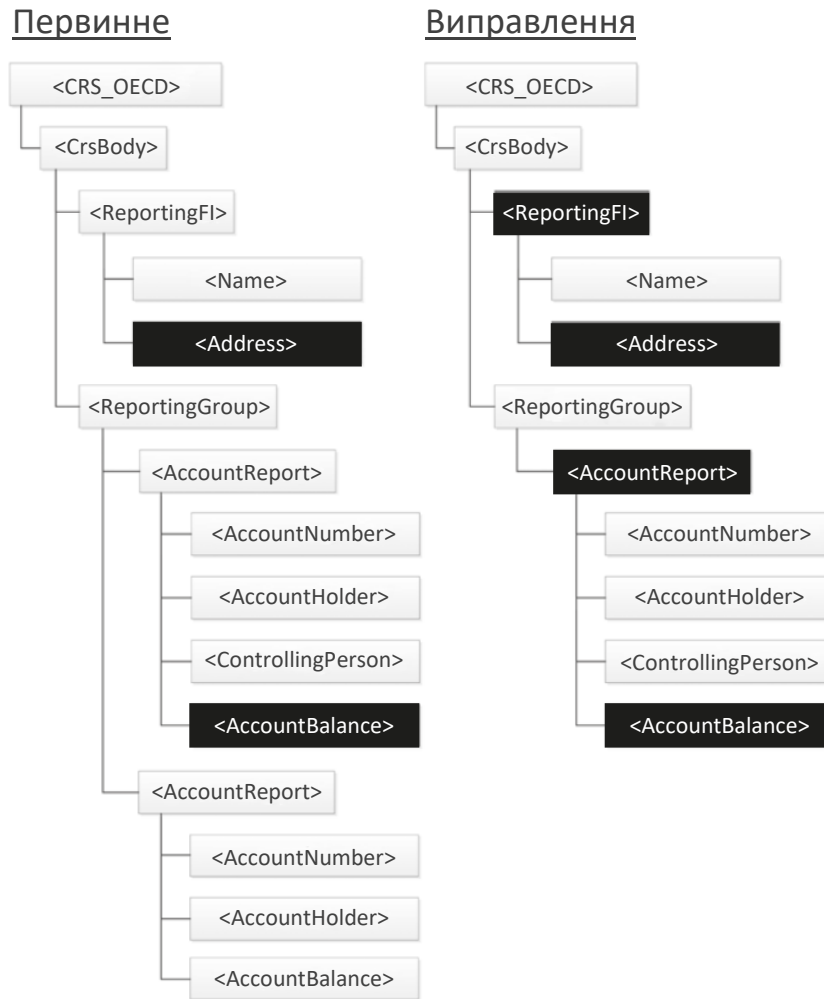 Первинне
<CRS_OECD>
<CrsBody>
<ReportingFI>
<Name>
<Address>
<ReportingGroup>
<AccountReport>
<AccountNumber>
<AccountHolder>
<ControllingPerson>
<AccountBalance>
<AccountReport>
<AccountNumber>
<AccountHolder>
<AccountBalance>
Виправлення
<CRS_OECD>
<CrsBody>
<ReportingFI>
<Name>
<Address>
<ReportingGroup>
<AccountReport>
<AccountNumber>
<AccountHolder>
<ControllingPerson>
<AccountBalance>